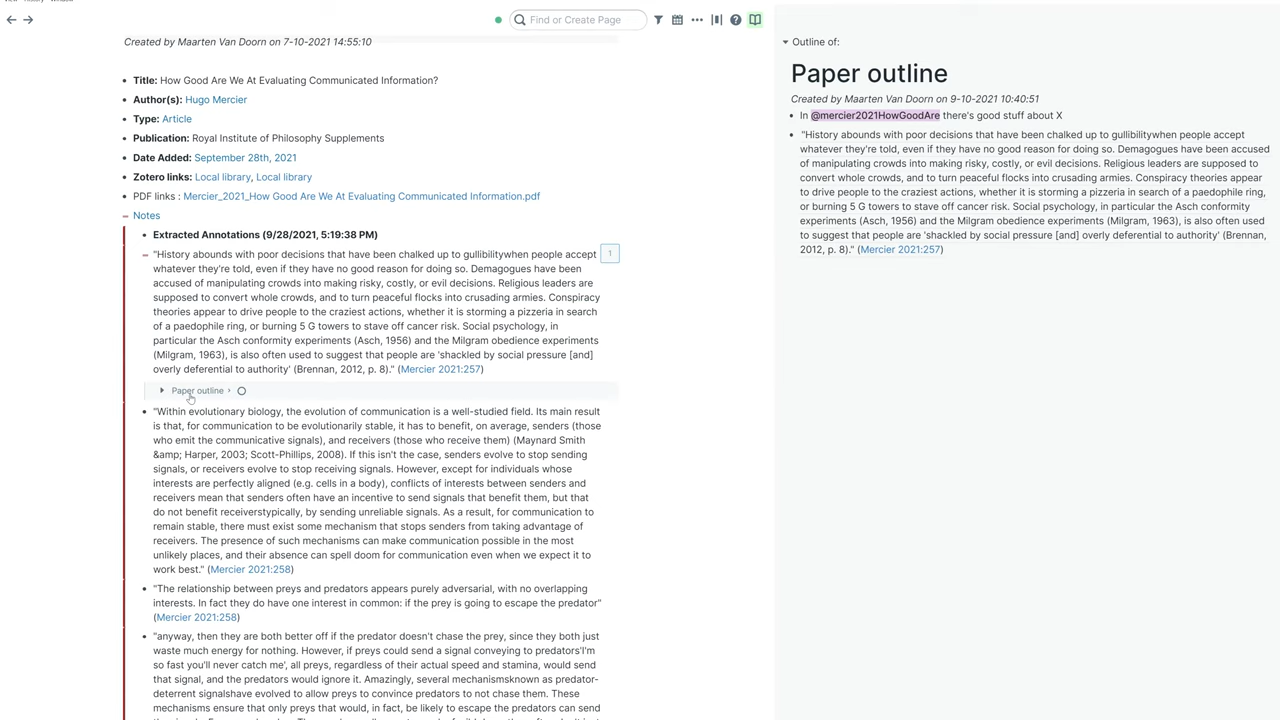 Find or Create Page
Created by Maarten Van Doorn on 7-10-2021 14:55:10
Title: How Good Are We At Evaluating Communicated Information?
Author(s): Hugo Mercier
Type: Article
Publication: Royal Institute of Philosophy Supplements
Date Added: September 28th, 2021
Zotero links: Local library, Local library
PDF links : Mercier_2021_How Good Are We At Evaluating Communicated Information.pdf
Notes
Extracted Annotations (9/28/2021, 5:19:38 PM)
"History abounds with poor decisions that have been chalked up to gullibilitywhen people accept
1
whatever they're told, even if they have no good reason for doing so. Demagogues have been
accused of manipulating crowds into making risky, costly, or evil decisions. Religious leaders are
supposed to convert whole crowds, and to turn peaceful flocks into crusading armies. Conspiracy
theories appear to drive people to the craziest actions, whether it is storming a pizzeria in search
of a paedophile ring, or burning 5 G towers to stave off cancer risk. Social psychology, in
particular the Asch conformity experiments (Asch, 1956) and the Milgram obedience experiments
(Milgram, 1963), is also often used to suggest that people are 'shackled by social pressure [and]
overly deferential to authority' (Brennan, 2012, p. 8)." (Mercier 2021:257)
Paper outline ›
"Within evolutionary biology, the evolution of communication is a well-studied field. Its main result
is that, for communication to be evolutionarily stable, it has to benefit, on average, senders (those
who emit the communicative signals), and receivers (those who receive them) (Maynard Smith
&amp; Harper, 2003; Scott-Phillips, 2008). If this isn't the case, senders evolve to stop sending
signals, or receivers evolve to stop receiving signals. However, except for individuals whose
interests are perfectly aligned (e.g. cells in a body), conflicts of interests between senders and
receivers mean that senders often have an incentive to send signals that benefit them, but that
do not benefit receiverstypically, by sending unreliable signals. As a result, for communication to
remain stable, there must exist some mechanism that stops senders from taking advantage of
receivers. The presence of such mechanisms can make communication possible in the most
unlikely places, and their absence can spell doom for communication even when we expect it to
work best." (Mercier 2021:258)
"The relationship between preys and predators appears purely adversarial, with no overlapping
interests. In fact they do have one interest in common: if the prey is going to escape the predator"
(Mercier 2021:258)
"anyway, then they are both better off if the predator doesn't chase the prey, since they both just
waste much energy for nothing. However, if preys could send a signal conveying to predators'I'm
so fast you'll never catch me', all preys, regardless of their actual speed and stamina, would send
that signal, and the predators would ignore it. Amazingly, several mechanismsknown as predator-
deterrent signalshave evolved to allow preys to convince predators to not chase them. These
mechanisms ensure that only preys that would, in fact, be likely to escape the predators can send
Outline of:
Paper outline
Created by Maarten Van Doorn on 9-10-2021 10:40:51
In @mercier2021HowGoodAre there's good stuff about X
"History abounds with poor decisions that have been chalked up to gullibilitywhen people accept
whatever they're told, even if they have no good reason for doing so. Demagogues have been accused
of manipulating crowds into making risky, costly, or evil decisions. Religious leaders are supposed to
convert whole crowds, and to turn peaceful flocks into crusading armies. Conspiracy theories appear
to drive people to the craziest actions, whether it is storming a pizzeria in search of a paedophile ring,
or burning 5 G towers to stave off cancer risk. Social psychology, in particular the Asch conformity
experiments (Asch, 1956) and the Milgram obedience experiments (Milgram, 1963), is also often used
to suggest that people are 'shackled by social pressure [and] overly deferential to authority' (Brennan,
2012, p. 8)." (Mercier 2021:257)